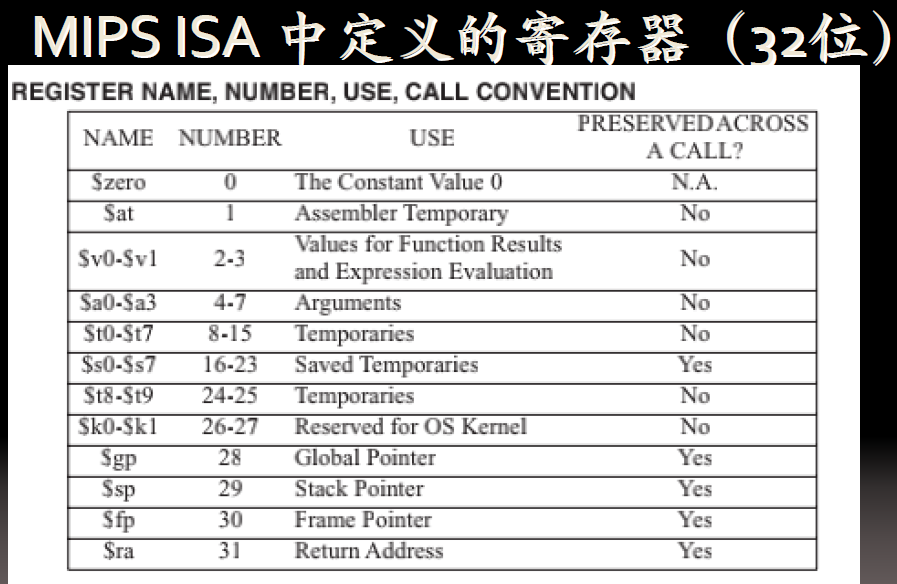 MIPS ISA 中定义的寄存器（32位）
REGISTER NAME, NUMBER, USE, CALL CONVENTION
NAME NUMBER USE PRESERVEDACROSS A CALL?
$zero 0 The Constant Value 0 N.A.
$at 1 Assembler Temporary No
$v0-$v1 2-3 Values for Function Results and Expression Evaluation No
$a0-$a3 4-7 Arguments No
$t0-$t7 8-15 Temporaries No
$s0-$s7 16-23 Saved Temporaries Yes
$t8-$t9 24-25 Temporaries No
$k0-$k1 26-27 Reserved for OS Kernel No
$gp 28 Global Pointer Yes
$sp 29 Stack Pointer Yes
$fp 30 Frame Pointer Yes
$ra 31 Return Address Yes